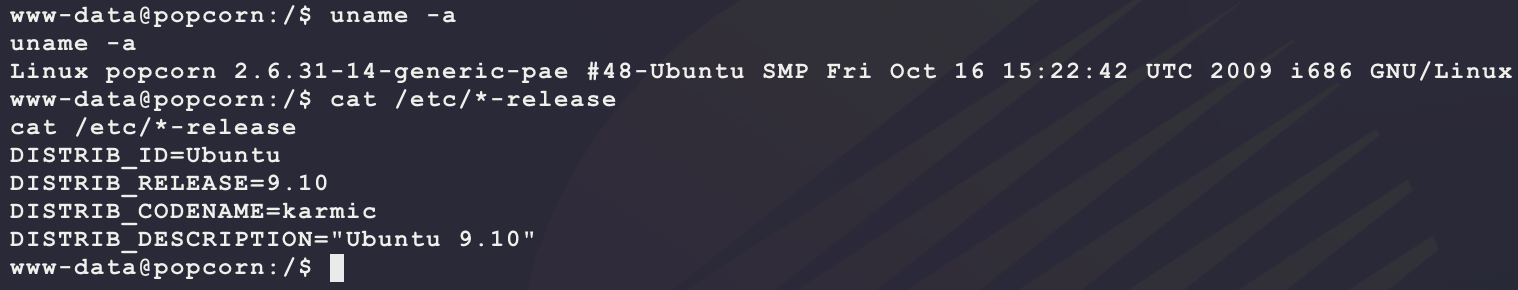 www-data@popcorn:/$ uname -a
uname -a
Linux popcorn 2.6.31-14-generic-pae #48-Ubuntu SMP Fri Oct 16 15:22:42 UTC 2009 i686 GNU/Linux
www-data@popcorn:/$ cat /etc/*-release
cat /etc/*-release
DISTRIB_ID=Ubuntu
DISTRIB_RELEASE=9.10
DISTRIB_CODENAME=karmic
DISTRIB_DESCRIPTION="Ubuntu 9.10"
www-data@popcorn:/$